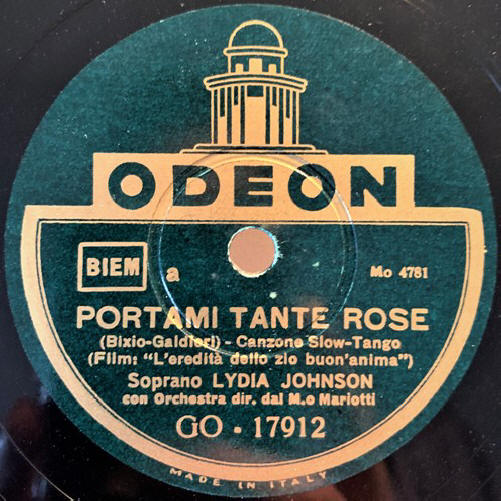 ODEON
BIEM a Mo 4781
PORTAMI TANTE ROSE
(Bixio-Galdieri) - Canzone Slow-Tango
(Film: "L'eredità dello zio buon'anima")
Soprano LYDIA JOHNSON
con Orchestra dir. dal M.o Mariotti
GO - 17912
MADE IN ITALY